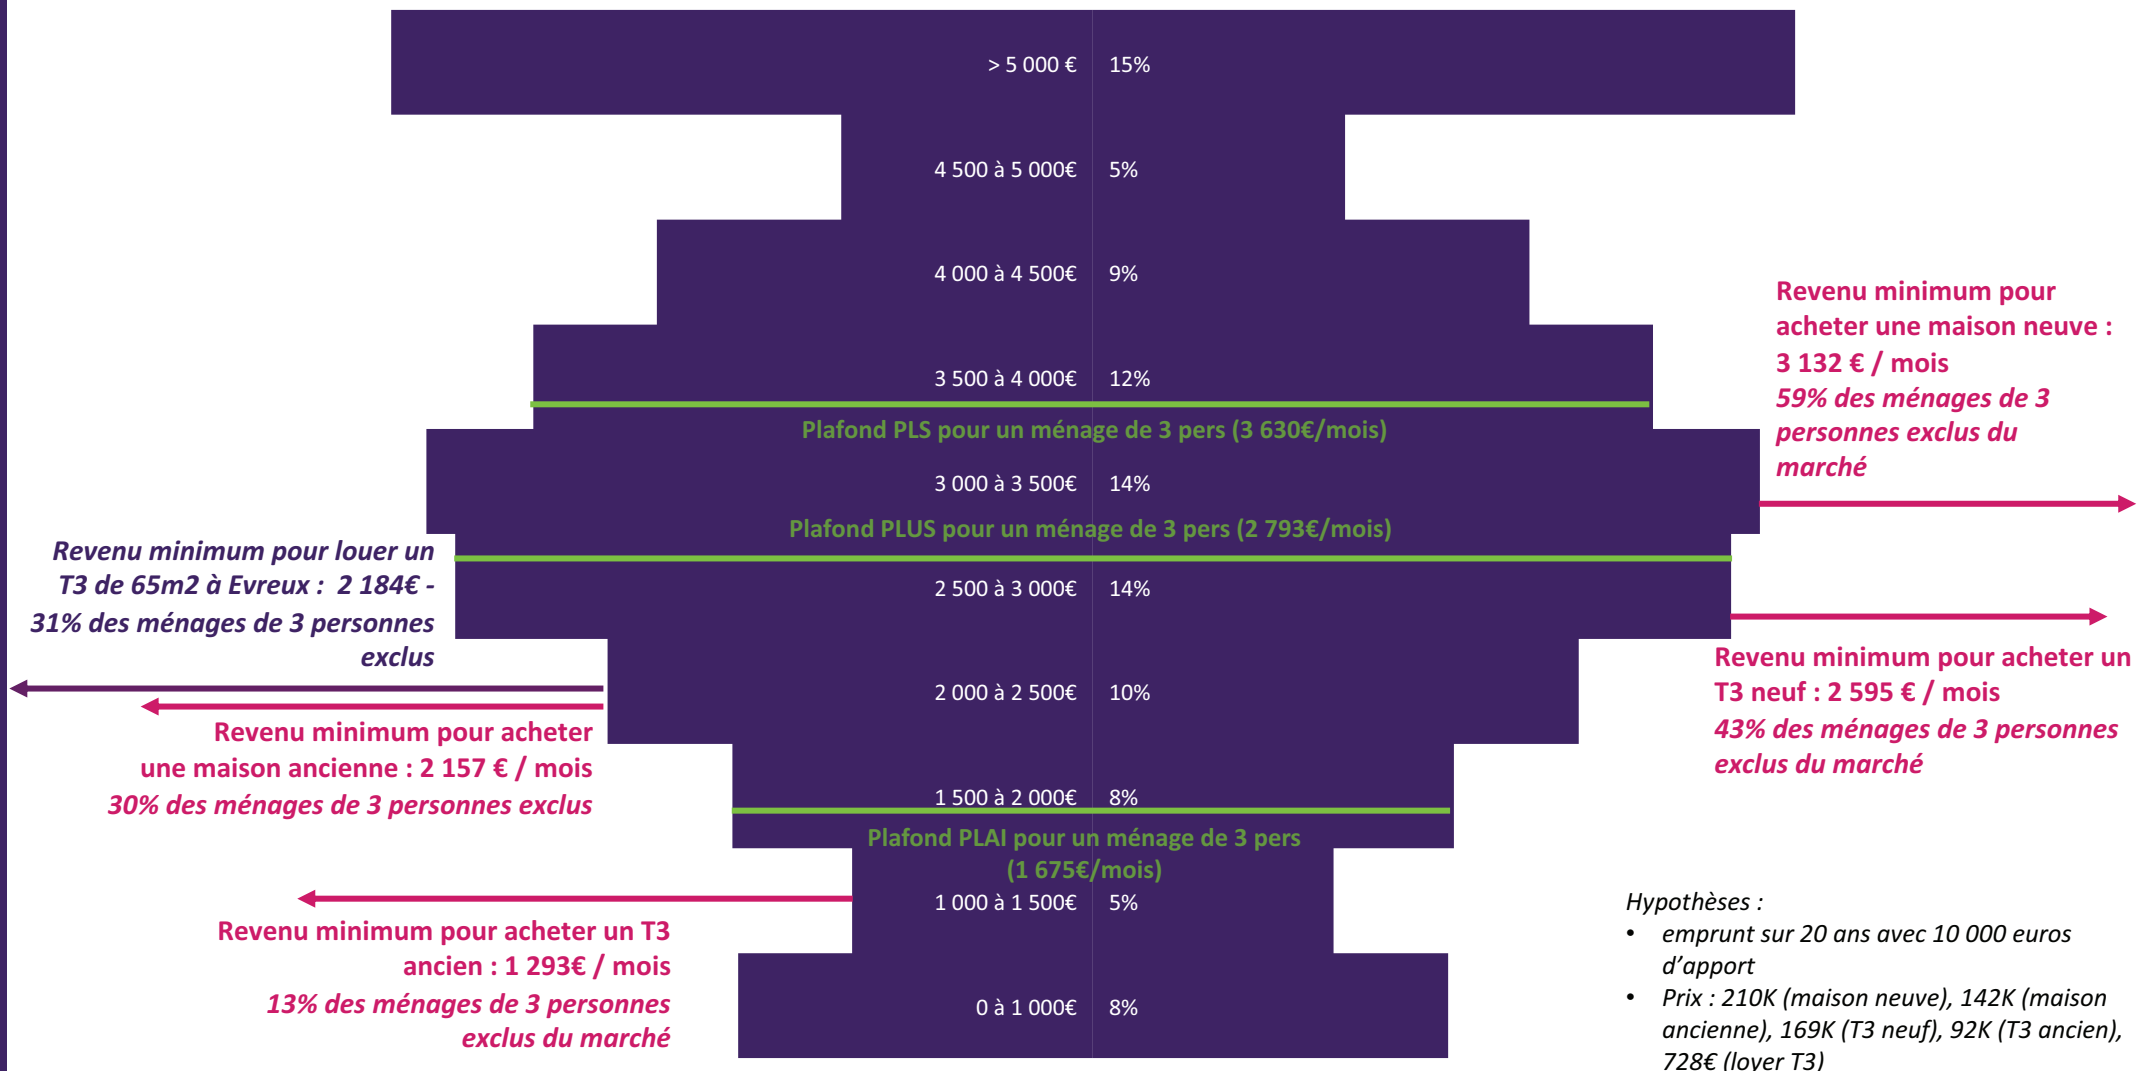 > 5 000 € 15%
4 500 à 5 000€ 5%
4 000 à 4 500€ 9%
3 500 à 4 000€ 12%
Plafond PLS pour un ménage de 3 pers (3 630€/mois)
3 000 à 3 500€ 14%
Plafond PLUS pour un ménage de 3 pers (2 793€/mois)
2 500 à 3 000€ 14%
2 000 à 2 500€ 10%
1 500 à 2 000€ 8%
Plafond PLAI pour un ménage de 3 pers
(1 675€/mois)
1 000 à 1 500€ 5%
0 à 1 000€ 8%
Revenu minimum pour louer un
T3 de 65m2 à Evreux : 2 184€ -
31% des ménages de 3 personnes
exclus
Revenu minimum pour acheter
une maison ancienne : 2 157 € / mois
30% des ménages de 3 personnes exclus
Revenu minimum pour acheter un T3
ancien : 1 293€ / mois
13% des ménages de 3 personnes
exclus du marché
Revenu minimum pour
acheter une maison neuve :
3 132 € / mois
59% des ménages de 3
personnes exclus du
marché
Revenu minimum pour acheter un
T3 neuf : 2 595 € / mois
43% des ménages de 3 personnes
exclus du marché
Hypothèses :
• emprunt sur 20 ans avec 10 000 euros
d’apport
• Prix : 210K (maison neuve), 142K (maison
ancienne), 169K (T3 neuf), 92K (T3 ancien),
728€ (loyer T3)